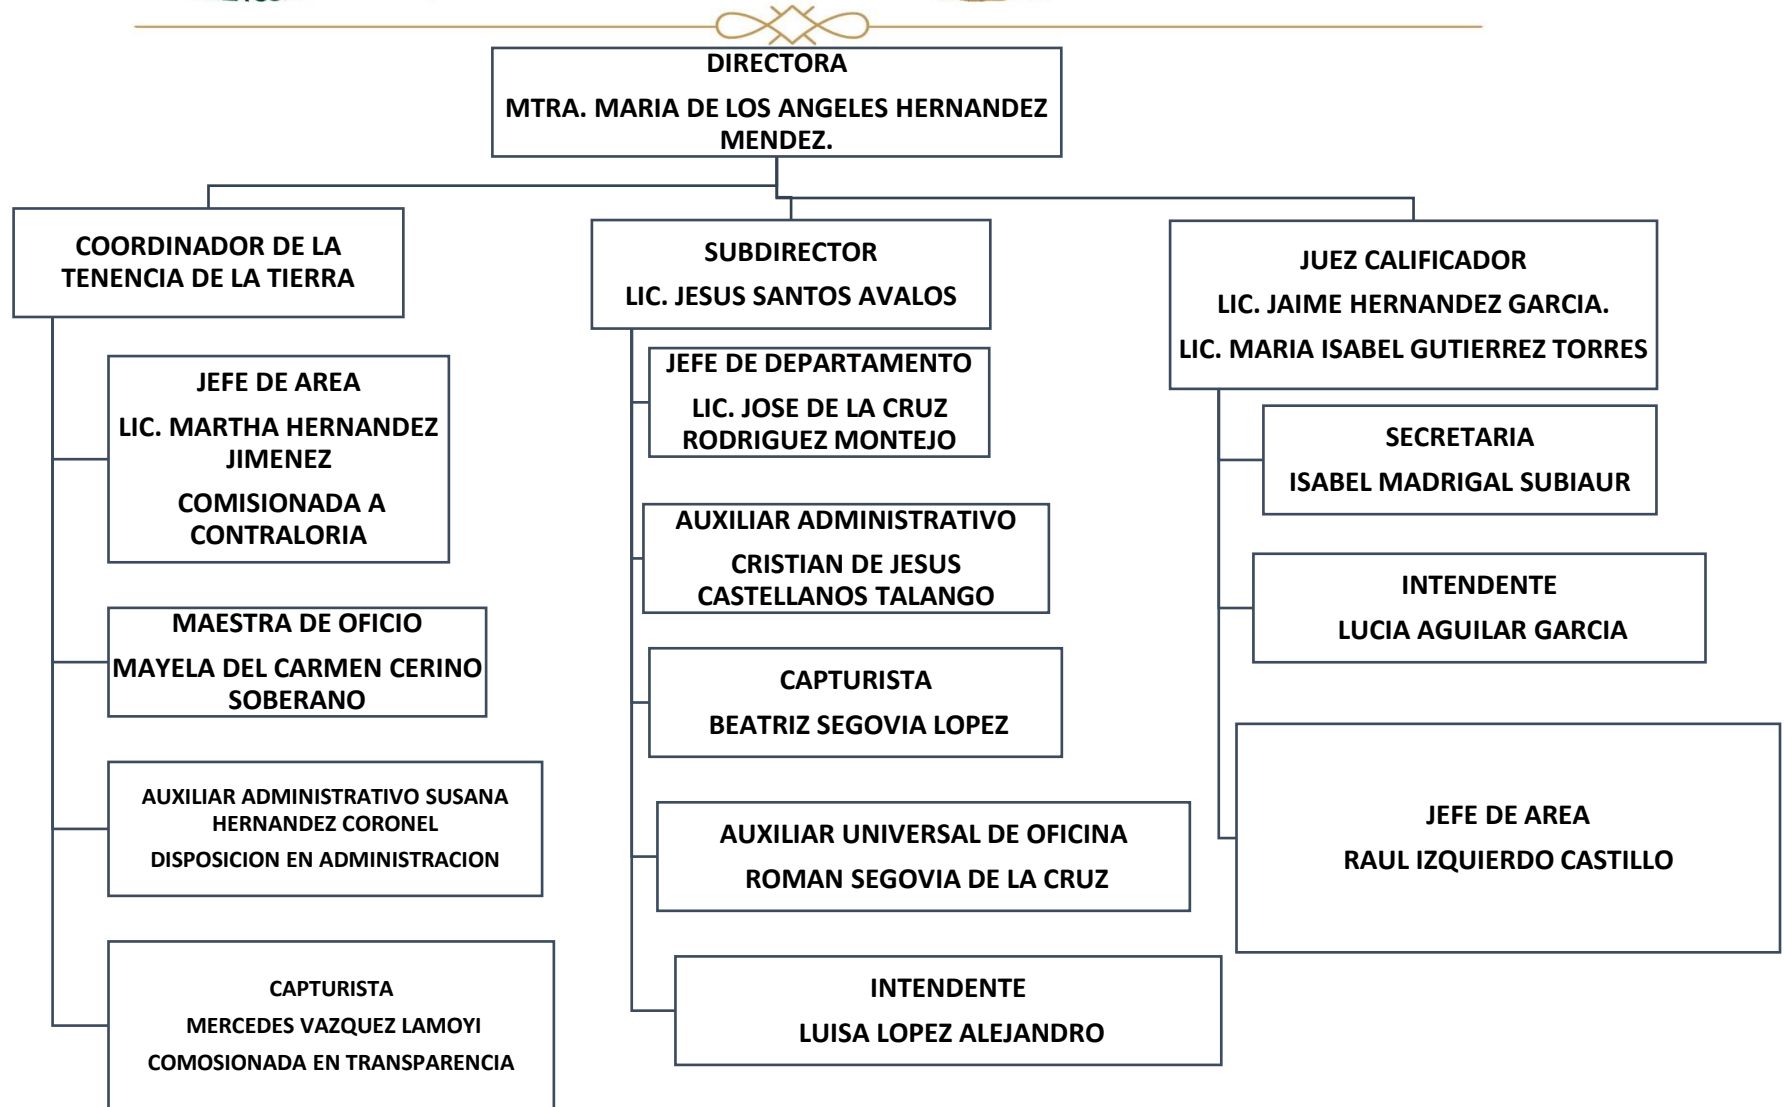 DIRECTORA
MTRA. MARIA DE LOS ANGELES HERNANDEZ
MENDEZ.
COORDINADOR DE LA
TENENCIA DE LA TIERRA
JEFE DE AREA
LIC. MARTHA HERNANDEZ
JIMENEZ
COMISIONADA A
CONTRALORIA
MAESTRA DE OFICIO
MAYELA DEL CARMEN CERINO
SOBERANO
AUXILIAR ADMINISTRATIVO SUSANA
HERNANDEZ CORONEL
DISPOSICION EN ADMINISTRACION
CAPTURISTA
MERCEDES VAZQUEZ LAMOYI
COMOSIONADA EN TRANSPARENCIA
SUBDIRECTOR
LIC. JESUS SANTOS AVALOS
JEFE DE DEPARTAMENTO
LIC. JOSE DE LA CRUZ
RODRIGUEZ MONTEJO
AUXILIAR ADMINISTRATIVO
CRISTIAN DE JESUS
CASTELLANOS TALANGO
CAPTURISTA
BEATRIZ SEGOVIA LOPEZ
AUXILIAR UNIVERSAL DE OFICINA
ROMAN SEGOVIA DE LA CRUZ
INTENDENTE
LUISA LOPEZ ALEJANDRO
JUEZ CALIFICADOR
LIC. JAIME HERNANDEZ GARCIA.
LIC. MARIA ISABEL GUTIERREZ TORRES
SECRETARIA
ISABEL MADRIGAL SUBIAUR
INTENDENTE
LUCIA AGUILAR GARCIA
JEFE DE AREA
RAUL IZQUIERDO CASTILLO